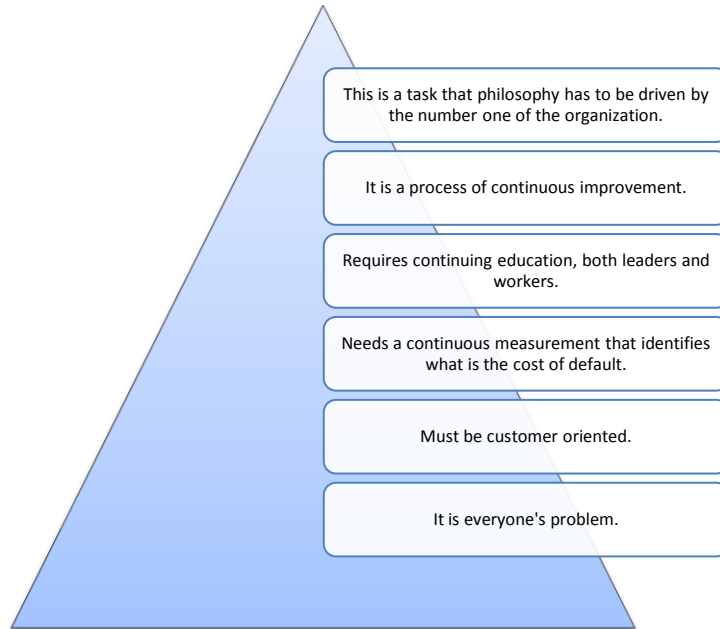 This is a task that philosophy has to be driven by
the number one of the organization.
It is a process of continuous improvement.
Requires continuing education, both leaders and
workers.
Needs a continuous measurement that identifies
what is the cost of default.
Must be customer oriented.
It is everyone's problem.